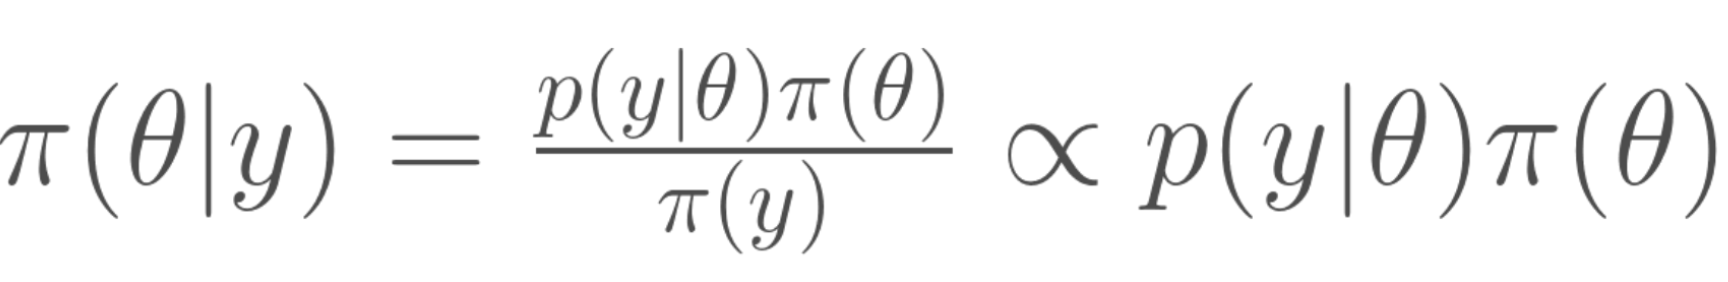 π(θ|y) = p(y|θ)π(θ) / π(y) ∝ p(y|θ)π(θ)